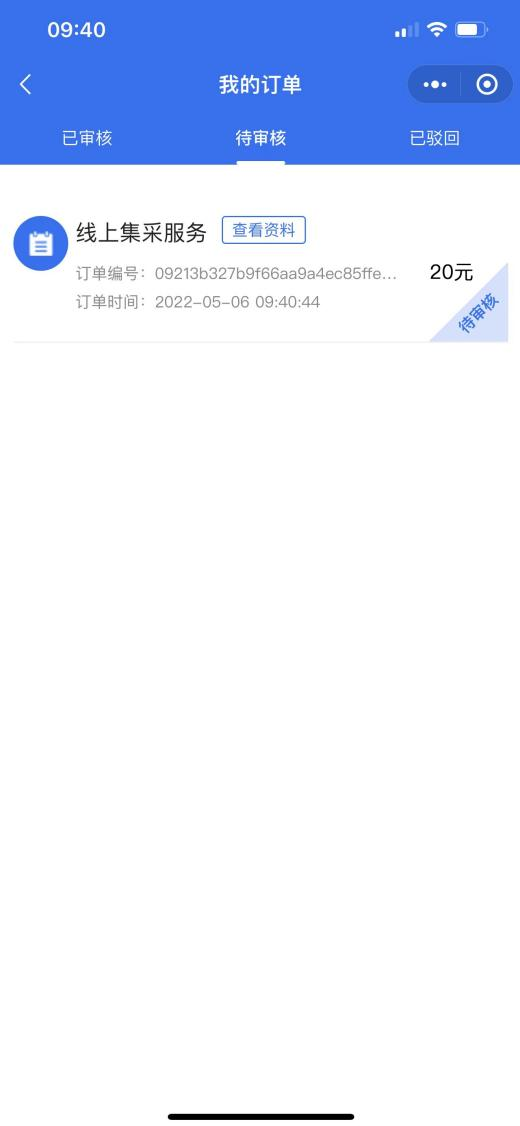 09:40
我的订单
已审核
待审核
已驳回
线上集采服务
查看资料
订单编号：09213b327b9f66aa9a4ec85ffe...
20元
订单时间：2022-05-06 09:40:44
待审核